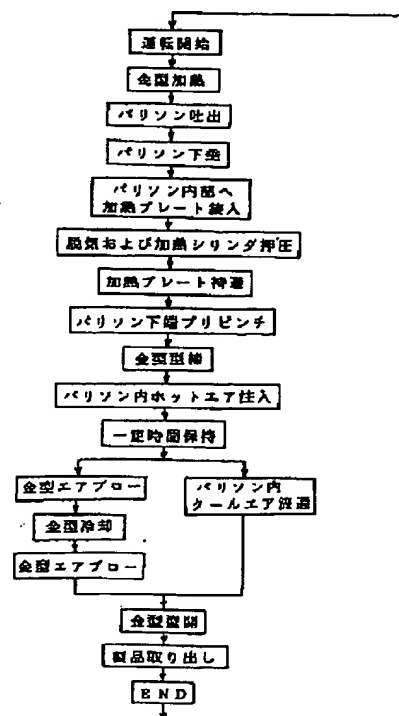 運転開始
金型加熱
パリソン吐出
パリソン下垂
パリソン内部へ
加熱プレート挿入
脱気および加熱シリンダ押圧
加熱プレート待避
パリソン下端プリピンチ
金型型締
パリソン内ホットエア注入
一定時間保持
金型エアブロー
金型冷却
金型エアブロー
パリソン内
クールエア流通
金型型開
製品取り出し
END